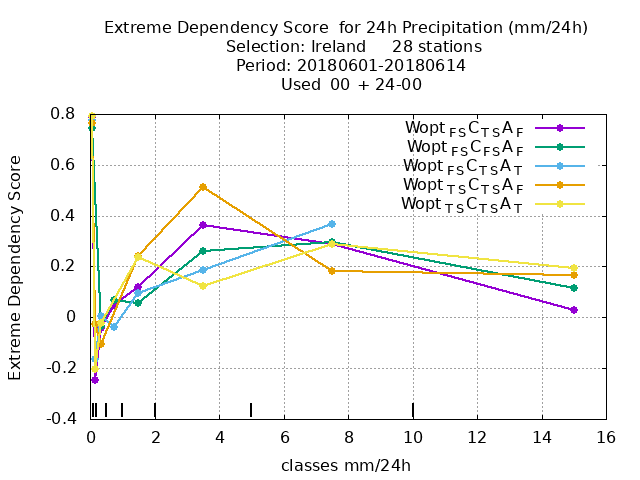 Extreme Dependency Score  for 24h Precipitation (mm/24h)
Selection: Ireland     28 stations
Period: 20180601-20180614
Used  00 + 24-00
Extreme Dependency Score
0.8
0.6
0.4
0.2
0
-0.2
-0.4
Wopt FS C TS A F
Wopt FS C FS A F
Wopt FS C TS A T
Wopt TS C TS A F
Wopt TS C TS A T
0 2 4 6 8 10 12 14 16
classes mm/24h